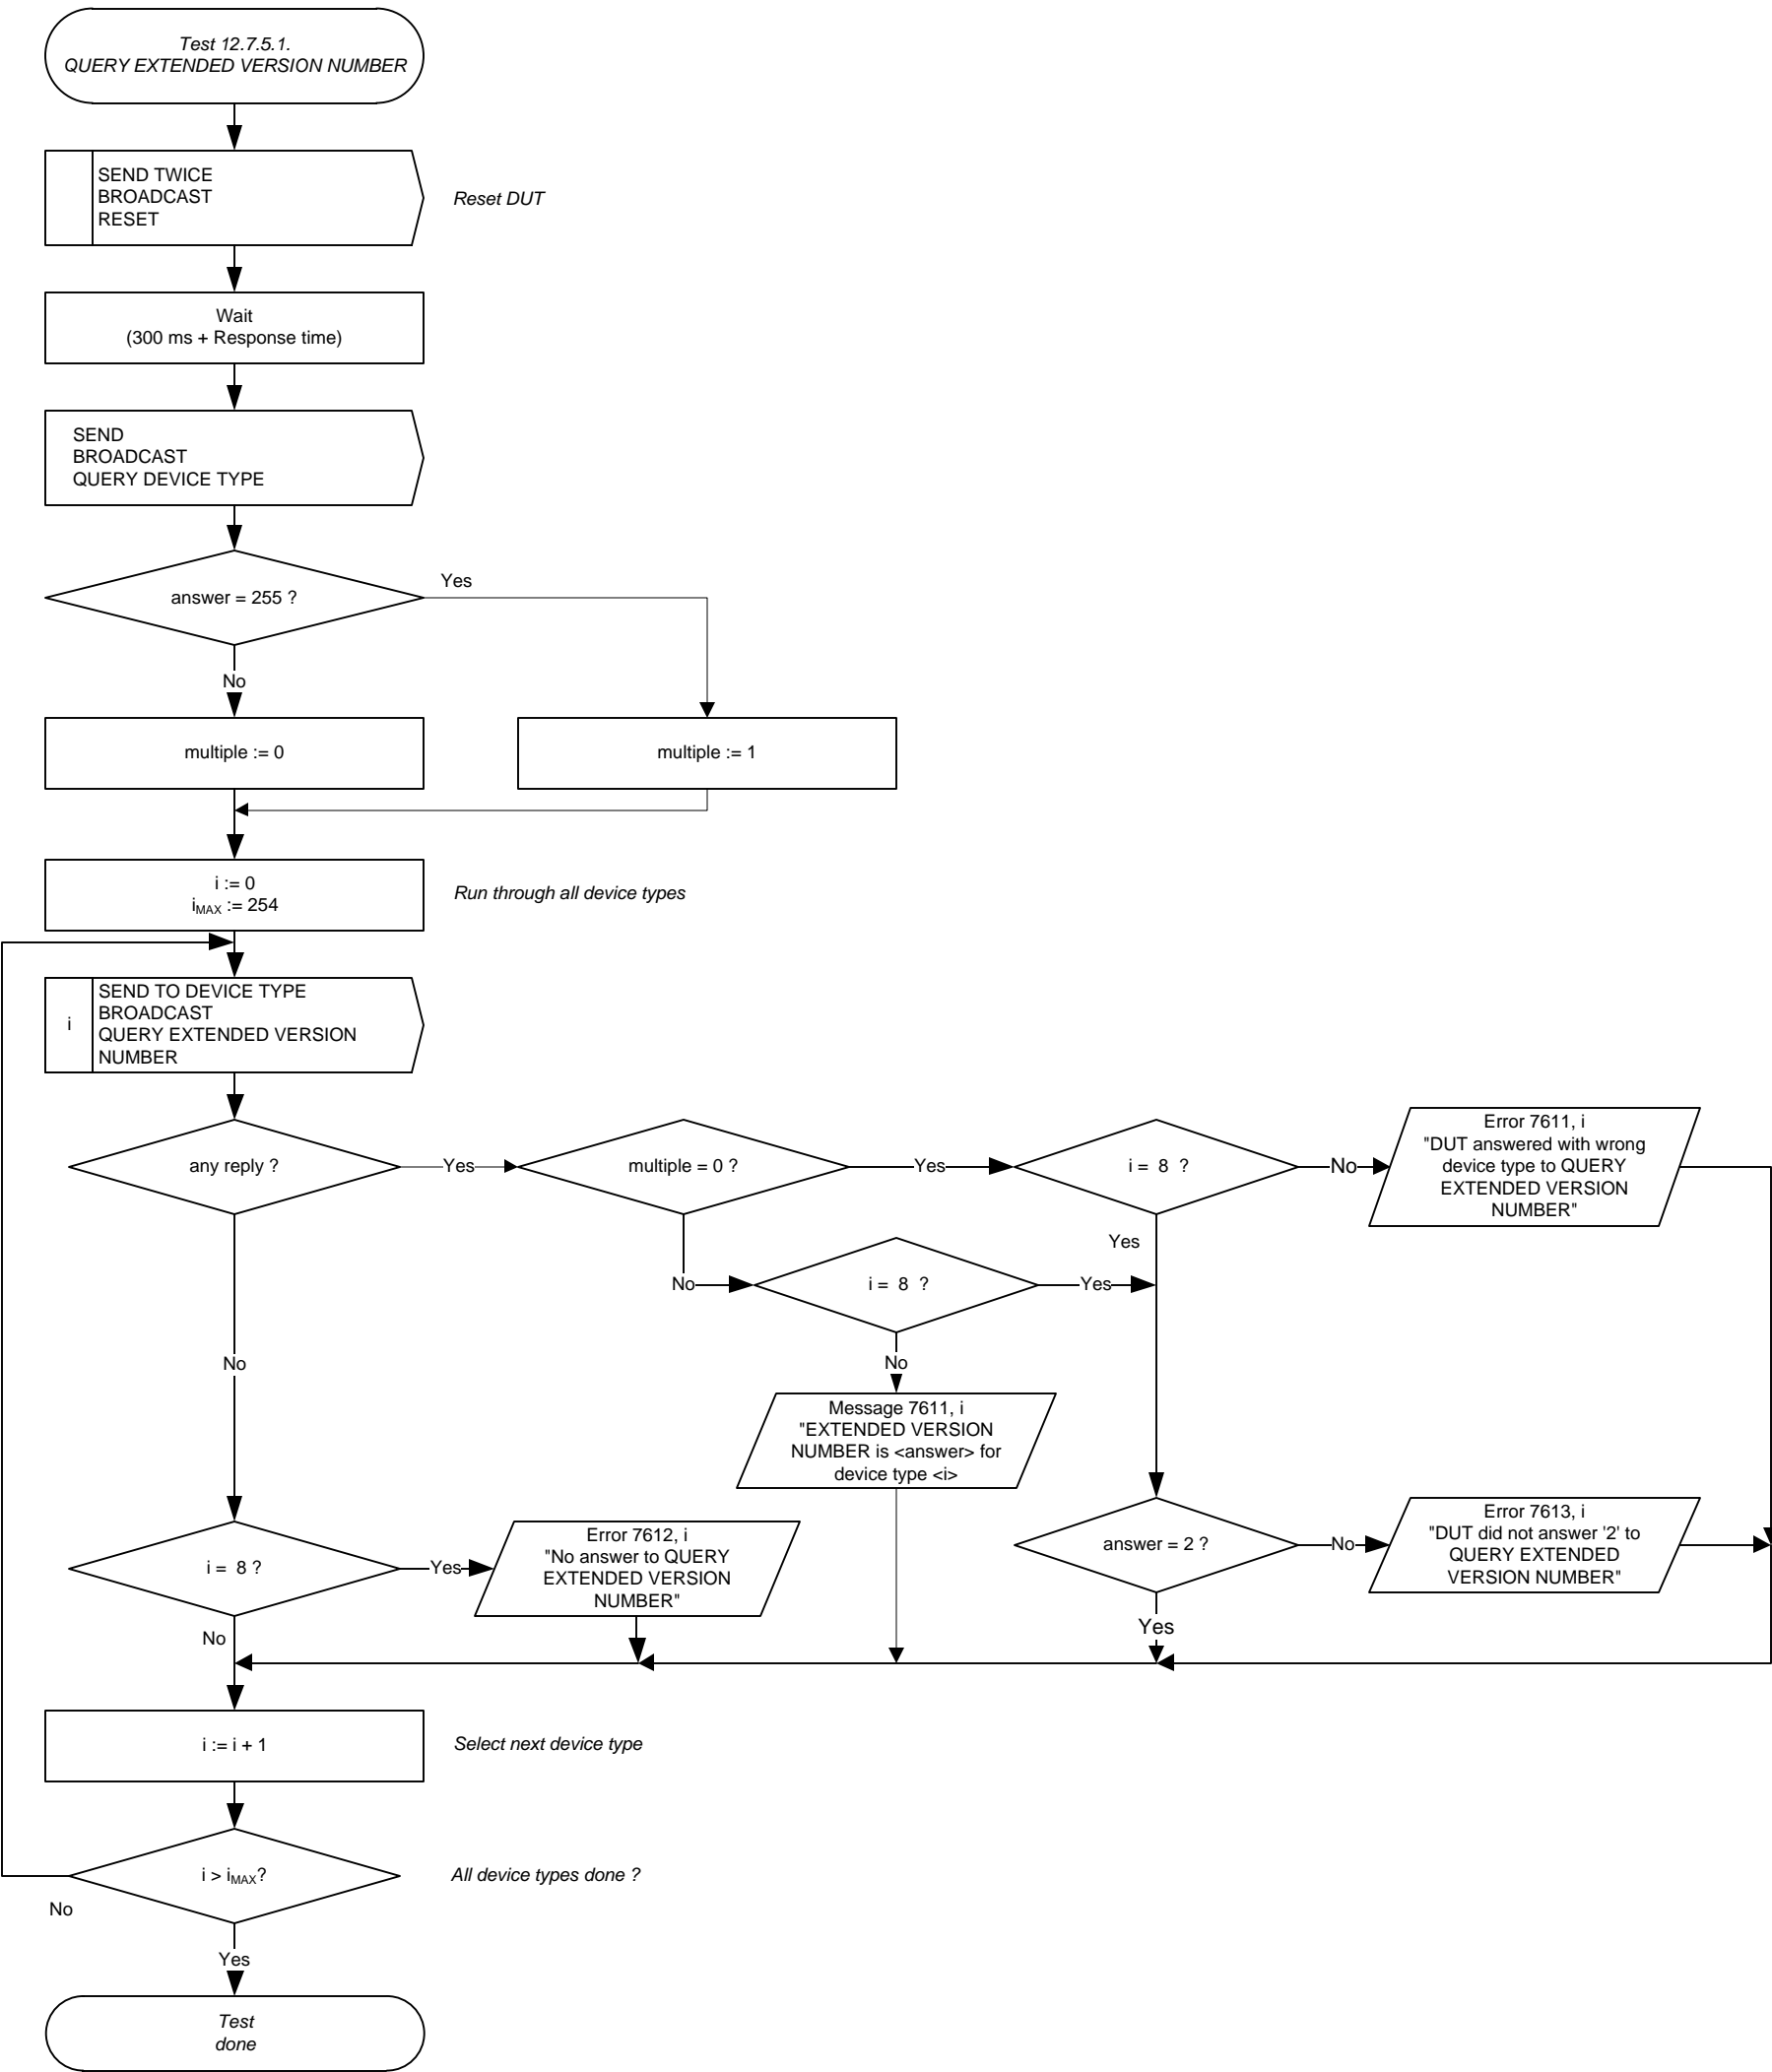 Test 12.7.5.1.
QUERY EXTENDED VERSION NUMBER
SEND TWICE
BROADCAST
RESET
Reset DUT
Wait
(300 ms + Response time)
SEND
BROADCAST
QUERY DEVICE TYPE
answer = 255 ?
Yes
No
multiple := 0
multiple := 1
i := 0
iMAX := 254
Run through all device types
i
SEND TO DEVICE TYPE
BROADCAST
QUERY EXTENDED VERSION
NUMBER
any reply ?
Yes
multiple = 0 ?
Yes
i = 8 ?
No
Error 7611, i
"DUT answered with wrong
device type to QUERY
EXTENDED VERSION
NUMBER"
Yes
No
i = 8 ?
Yes
No
No
Message 7611, i
"EXTENDED VERSION
NUMBER is <answer> for
device type <i>
i = 8 ?
Yes
Error 7612, i
"No answer to QUERY
EXTENDED VERSION
NUMBER"
answer = 2 ?
No
Error 7613, i
"DUT did not answer '2' to
QUERY EXTENDED
VERSION NUMBER"
Yes
No
i := i + 1
Select next device type
i > iMAX?
All device types done ?
No
Yes
Test
done